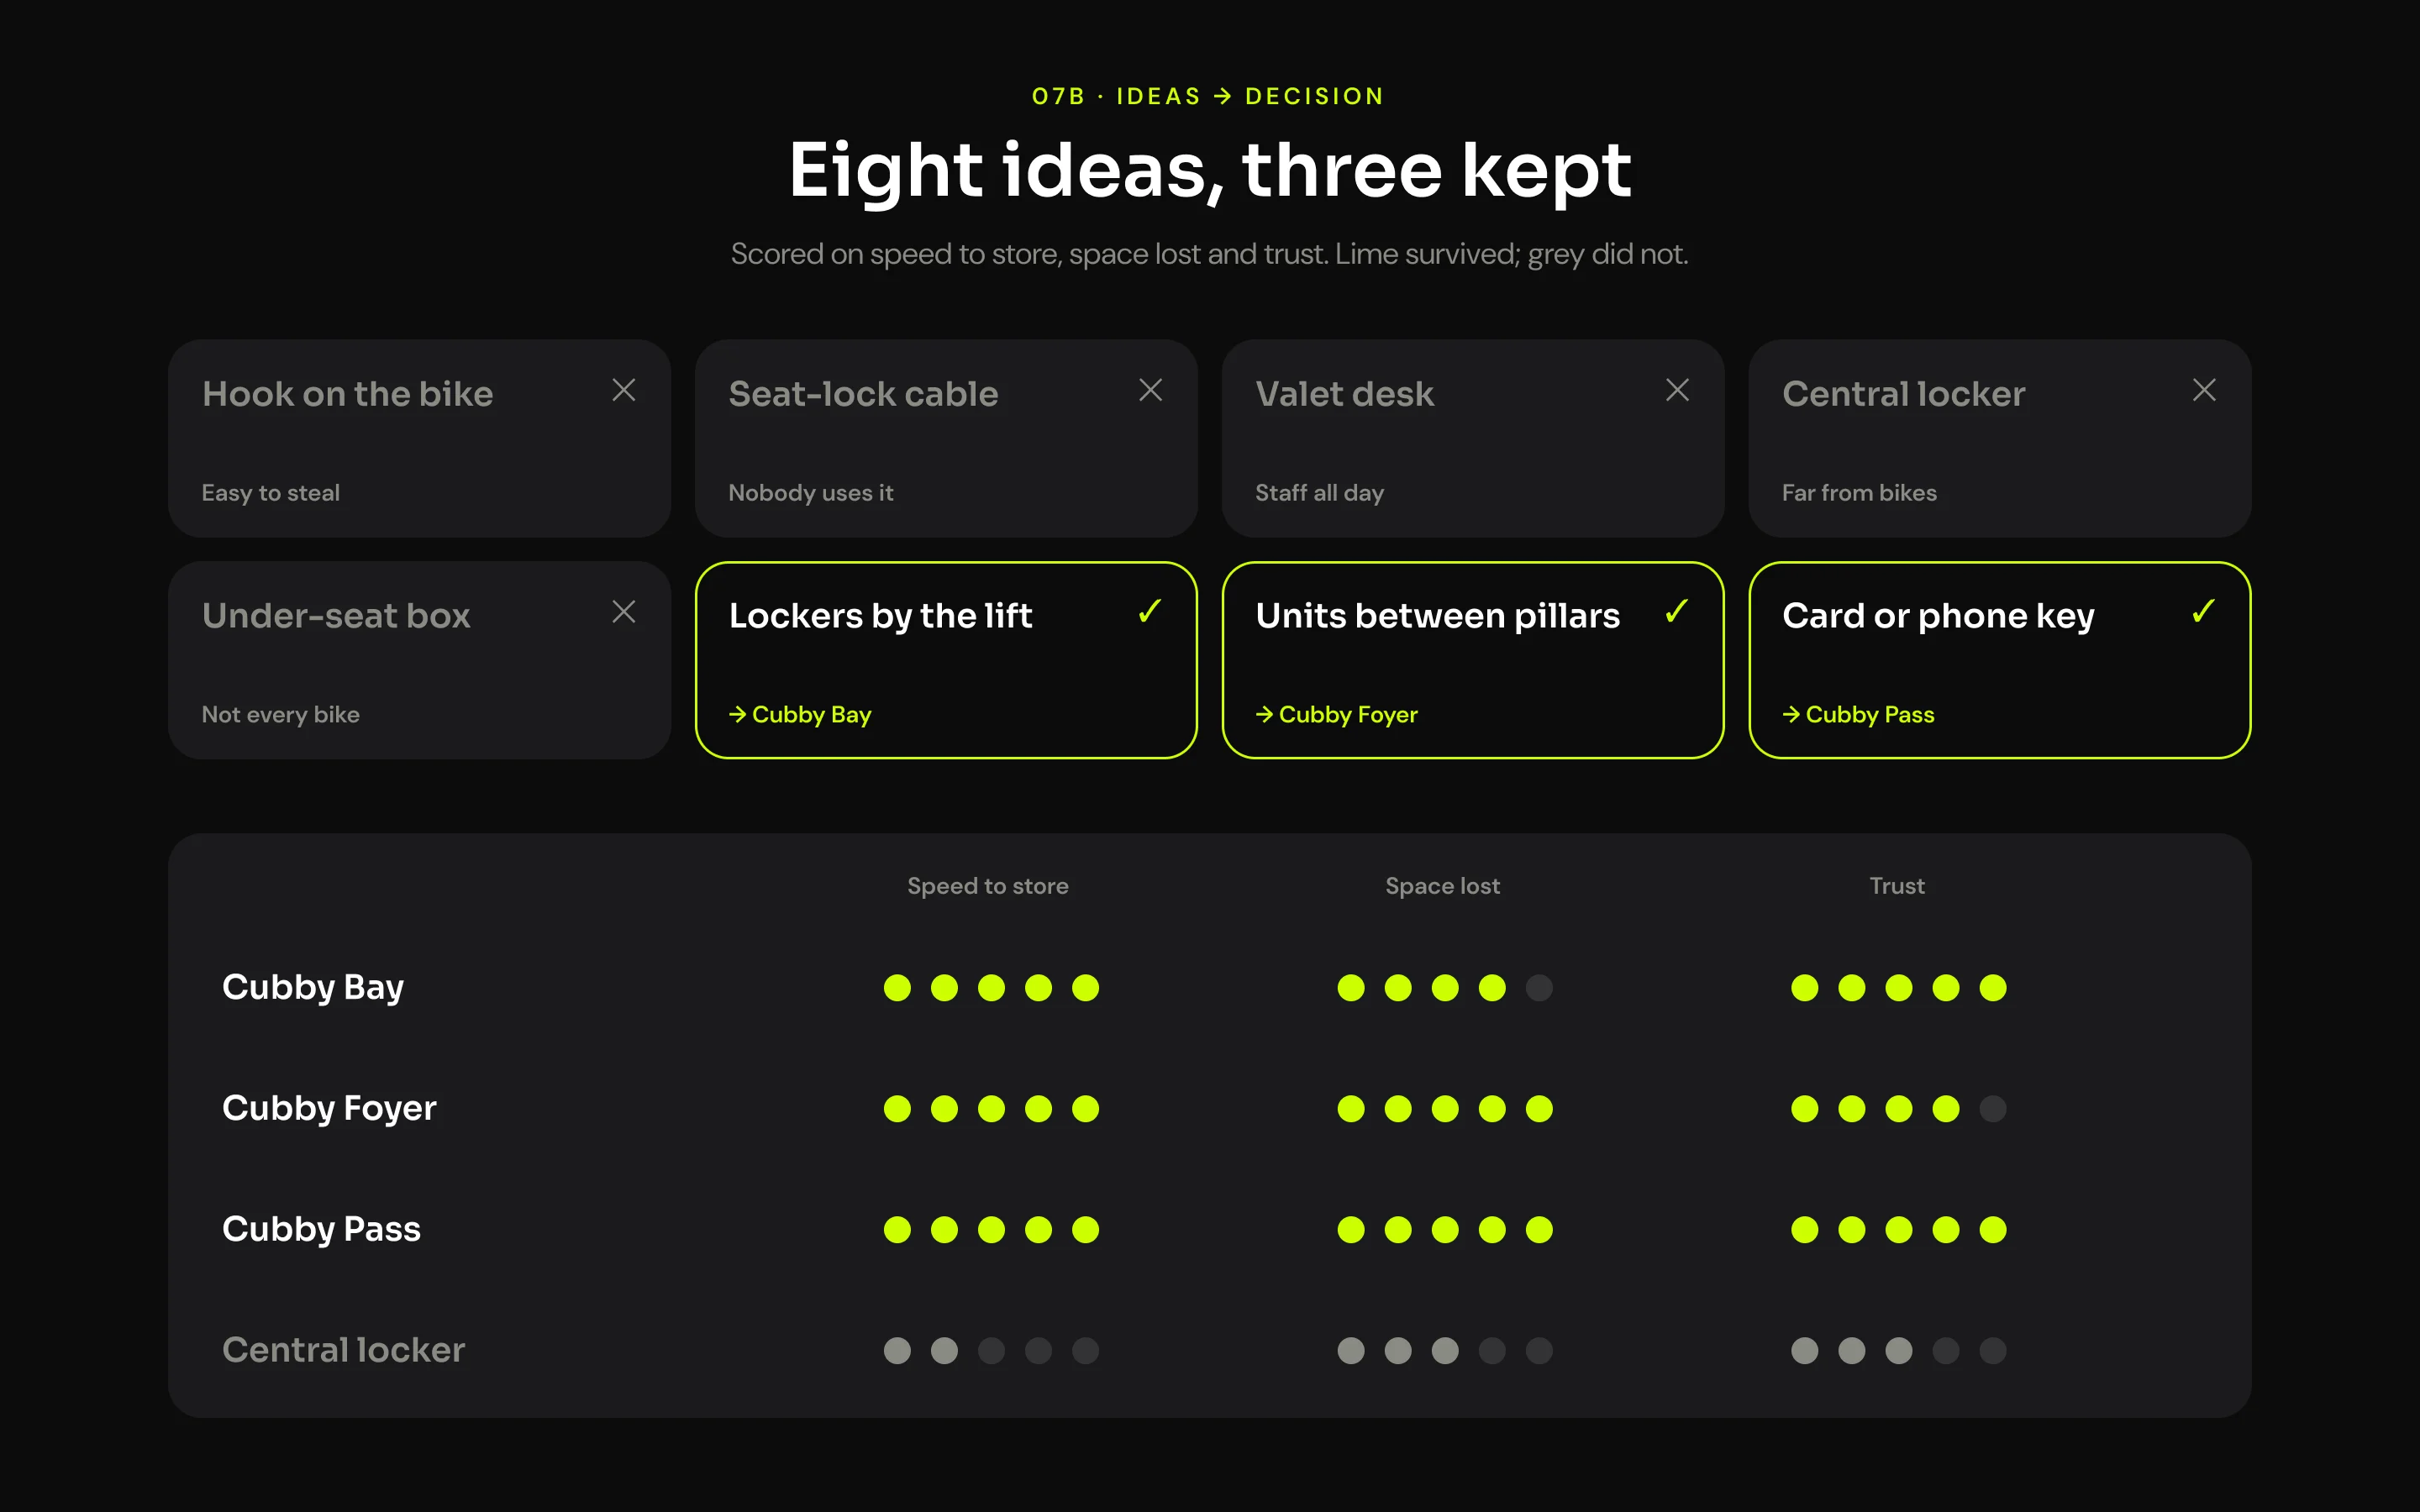 07B · IDEAS → DECISION
Eight ideas, three kept
Scored on speed to store, space lost and trust. Lime survived; grey did not.
Hook on the bike
Easy to steal
Seat-lock cable
Nobody uses it
Valet desk
Staff all day
Central locker
Far from bikes
Under-seat box
Not every bike
Lockers by the lift ✓
→ Cubby Bay
Units between pillars ✓
→ Cubby Foyer
Card or phone key ✓
→ Cubby Pass
Speed to store
Space lost
Trust
Cubby Bay
Cubby Foyer
Cubby Pass
Central locker